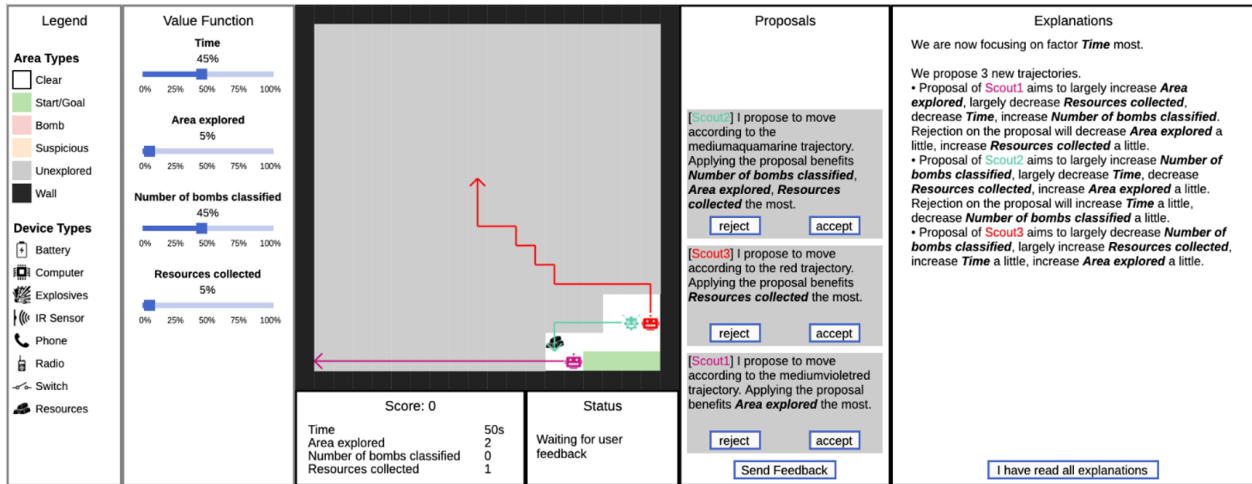 Legend
Area Types
Clear
Start/Goal
Bomb
Suspicious
Unexplored
Wall
Device Types
Battery
Computer
Explosives
IR Sensor
Phone
Radio
Switch
Resources
Value Function
Time
45%
0% 25% 50% 75% 100%
Area explored
5%
0% 25% 50% 75% 100%
Number of bombs classified
45%
0% 25% 50% 75% 100%
Resources collected
5%
0% 25% 50% 75% 100%
Score: 0
Time 50s
Area explored 2
Number of bombs classified 0
Resources collected 1
Status
Waiting for user
feedback
Proposals
[Scout2] I propose to move
according to the
mediumaquamarine trajectory.
Applying the proposal benefits
Number of bombs classified,
Area explored, Resources
collected the most.
reject accept
[Scout3] I propose to move
according to the red trajectory.
Applying the proposal benefits
Resources collected the most.
reject accept
[Scout1] I propose to move
according to the mediumvioletred
trajectory. Applying the proposal
benefits Area explored the most.
reject accept
Send Feedback
Explanations
We are now focusing on factor Time most.
We propose 3 new trajectories.
• Proposal of Scout1 aims to largely increase Area
explored, largely decrease Resources collected,
decrease Time, increase Number of bombs classified.
Rejection on the proposal will decrease Area explored a
little, increase Resources collected a little.
• Proposal of Scout2 aims to largely increase Number of
bombs classified, largely decrease Time, decrease
Resources collected, increase Area explored a little.
Rejection on the proposal will increase Time a little,
decrease Number of bombs classified a little.
• Proposal of Scout3 aims to largely decrease Number of
bombs classified, largely increase Resources collected,
increase Time a little, increase Area explored a little.
I have read all explanations